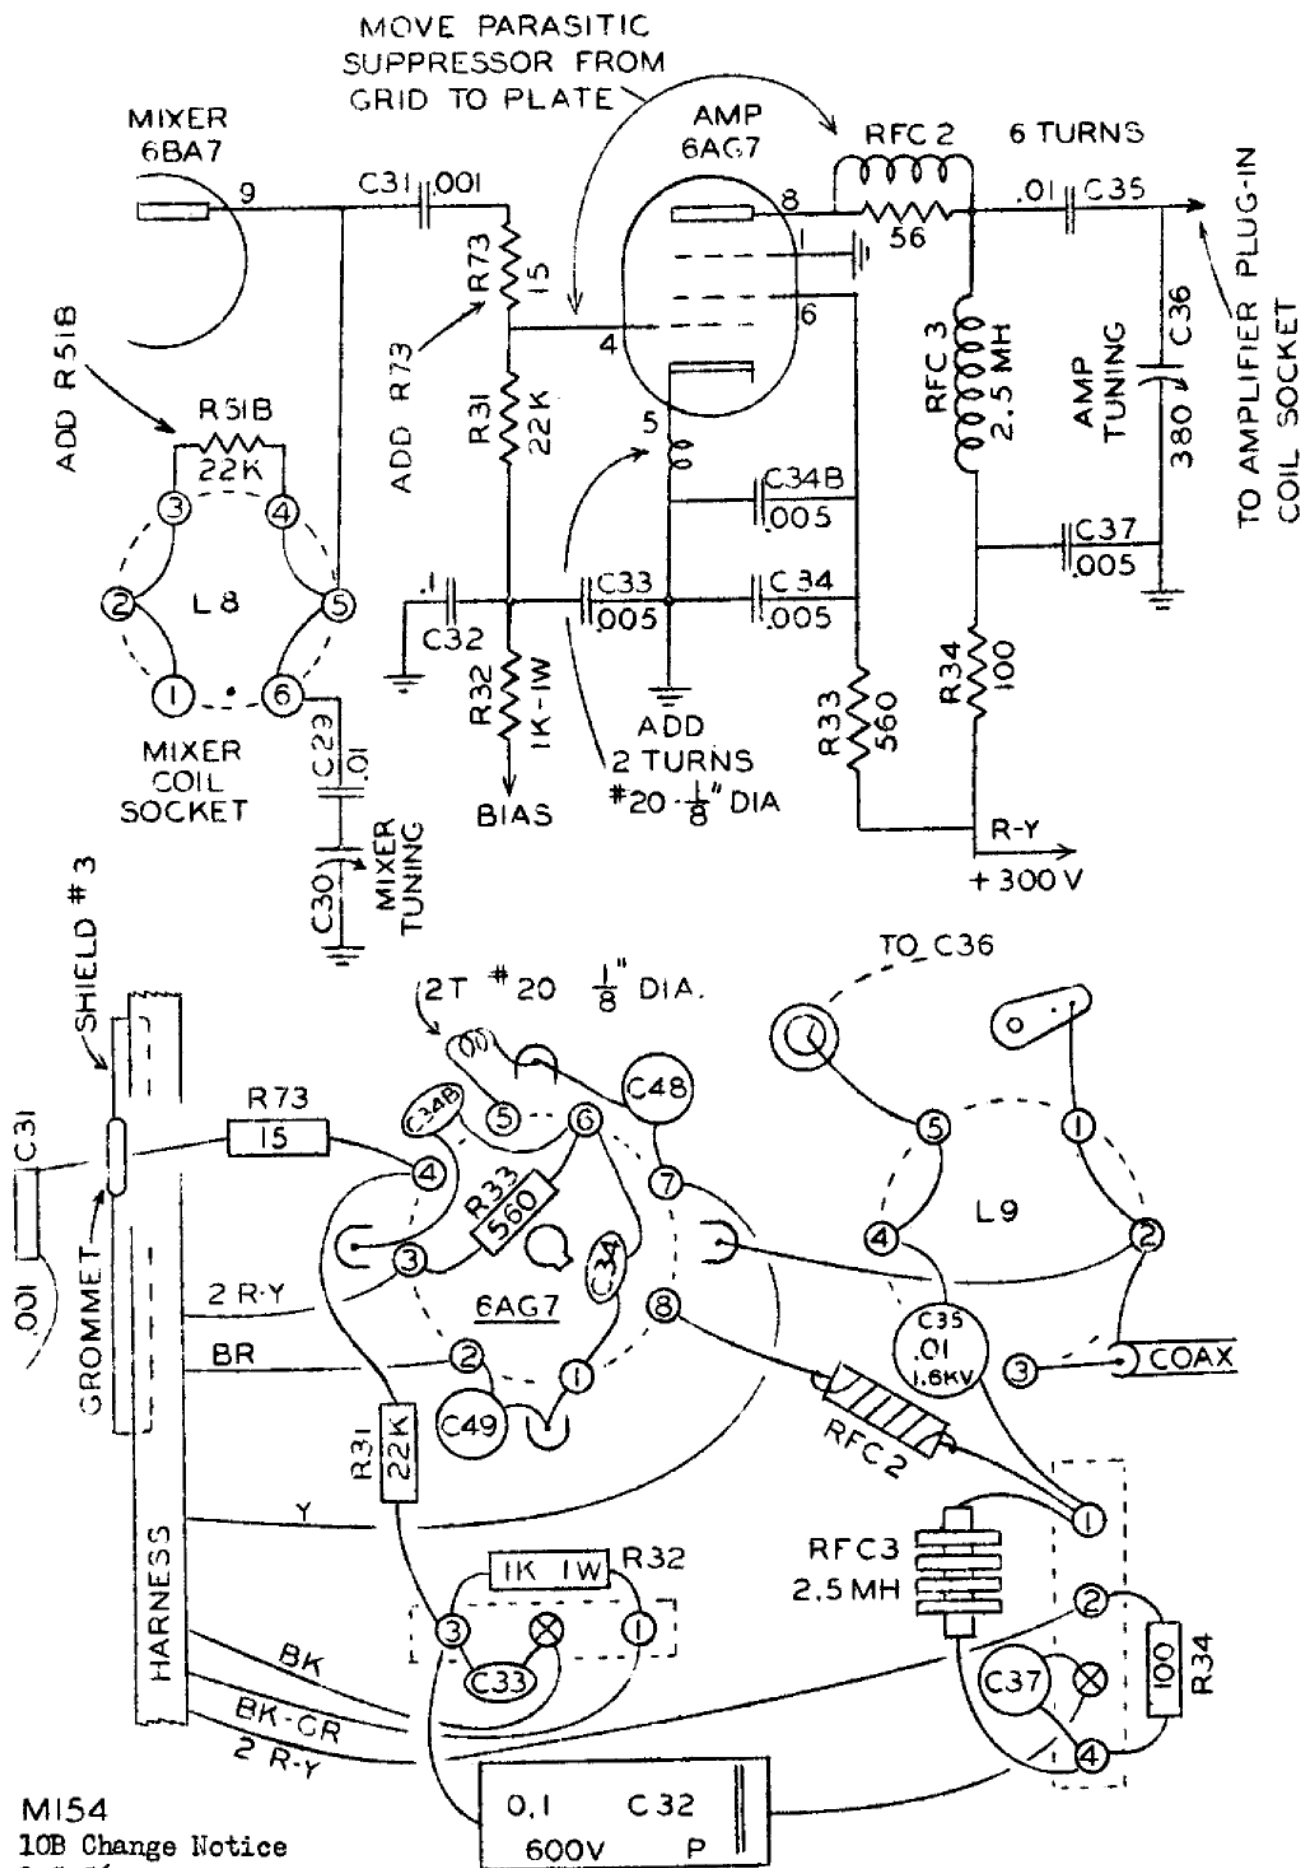 MOVE PARASITIC
SUPPRESSOR FROM
GRID TO PLATE
MIXER
6BA7
9
C31
.001
AMP
6AG7
8
1
6
4
5
RFC 2
56
6 TURNS
.01
C35
TO AMPLIFIER PLUG-IN
COIL SOCKET
R73
15
ADD R73
R31
22K
ADD R51B
R51B
22K
3
4
2
L8
5
1
6
MIXER
COIL
SOCKET
C29
.01
C30
MIXER
TUNING
.1
C32
C33
.005
R32
1K-1W
BIAS
C34B
.005
C34
.005
ADD
2 TURNS
#20 - 1/8" DIA
R33
560
RFC 3
2.5 MH
AMP
TUNING
C36
380
C37
.005
R34
100
R-Y
+300V
SHIELD #3
2T #20 1/8" DIA.
TO C36
C31
.001
GROMMET
R73
15
C34B
5
6
C48
4
R33
560
7
3
C34
6AG7
8
2 R-Y
BR
2
1
C49
5
1
L9
4
2
C35
.01
1.6KV
3
COAX
RFC 2
R31
22K
Y
HARNESS
1K 1W
R32
3
1
C33
BK
BK-GR
2 R-Y
RFC3
2.5MH
1
2
C37
4
100
R34
0.1 C32
600V P
M154
10B Change Notice